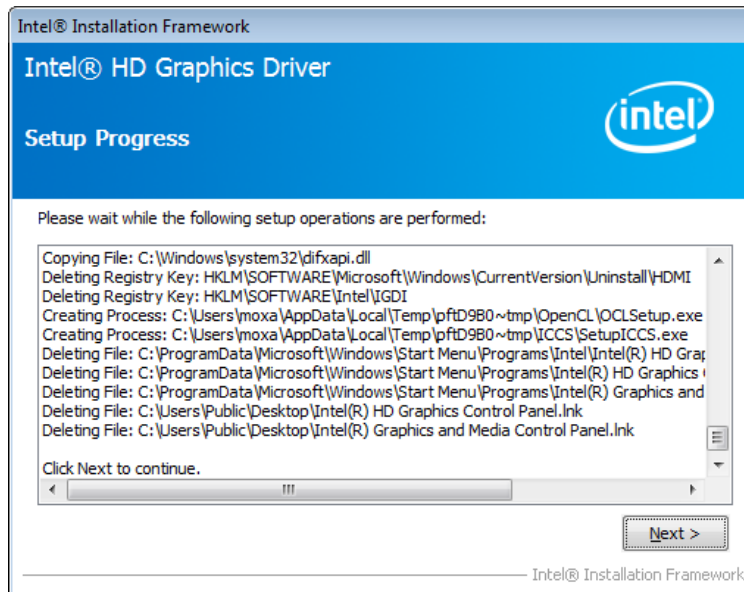 Intel® Installation Framework
Intel® HD Graphics Driver
intel
Setup Progress
Please wait while the following setup operations are performed:
Copying File: C:\Windows\system32\difxapi.dll
Deleting Registry Key: HKLM\SOFTWARE\Microsoft\Windows\CurrentVersion\Uninstall\HDMI
Deleting Registry Key: HKLM\SOFTWARE\Intel\IGDI
Creating Process: C:\Users\moxa\AppData\Local\Temp\pftD9B0~tmp\OpenCL\OCLSetup.exe
Creating Process: C:\Users\moxa\AppData\Local\Temp\pftD9B0~tmp\ICCS\SetupICCS.exe
Deleting File: C:\ProgramData\Microsoft\Windows\Start Menu\Programs\Intel\Intel(R) HD Grap
Deleting File: C:\ProgramData\Microsoft\Windows\Start Menu\Programs\Intel(R) HD Graphics
Deleting File: C:\ProgramData\Microsoft\Windows\Start Menu\Programs\Intel(R) Graphics and
Deleting File: C:\Users\Public\Desktop\Intel(R) HD Graphics Control Panel.lnk
Deleting File: C:\Users\Public\Desktop\Intel(R) Graphics and Media Control Panel.lnk
Click Next to continue.
Next >
Intel® Installation Framework